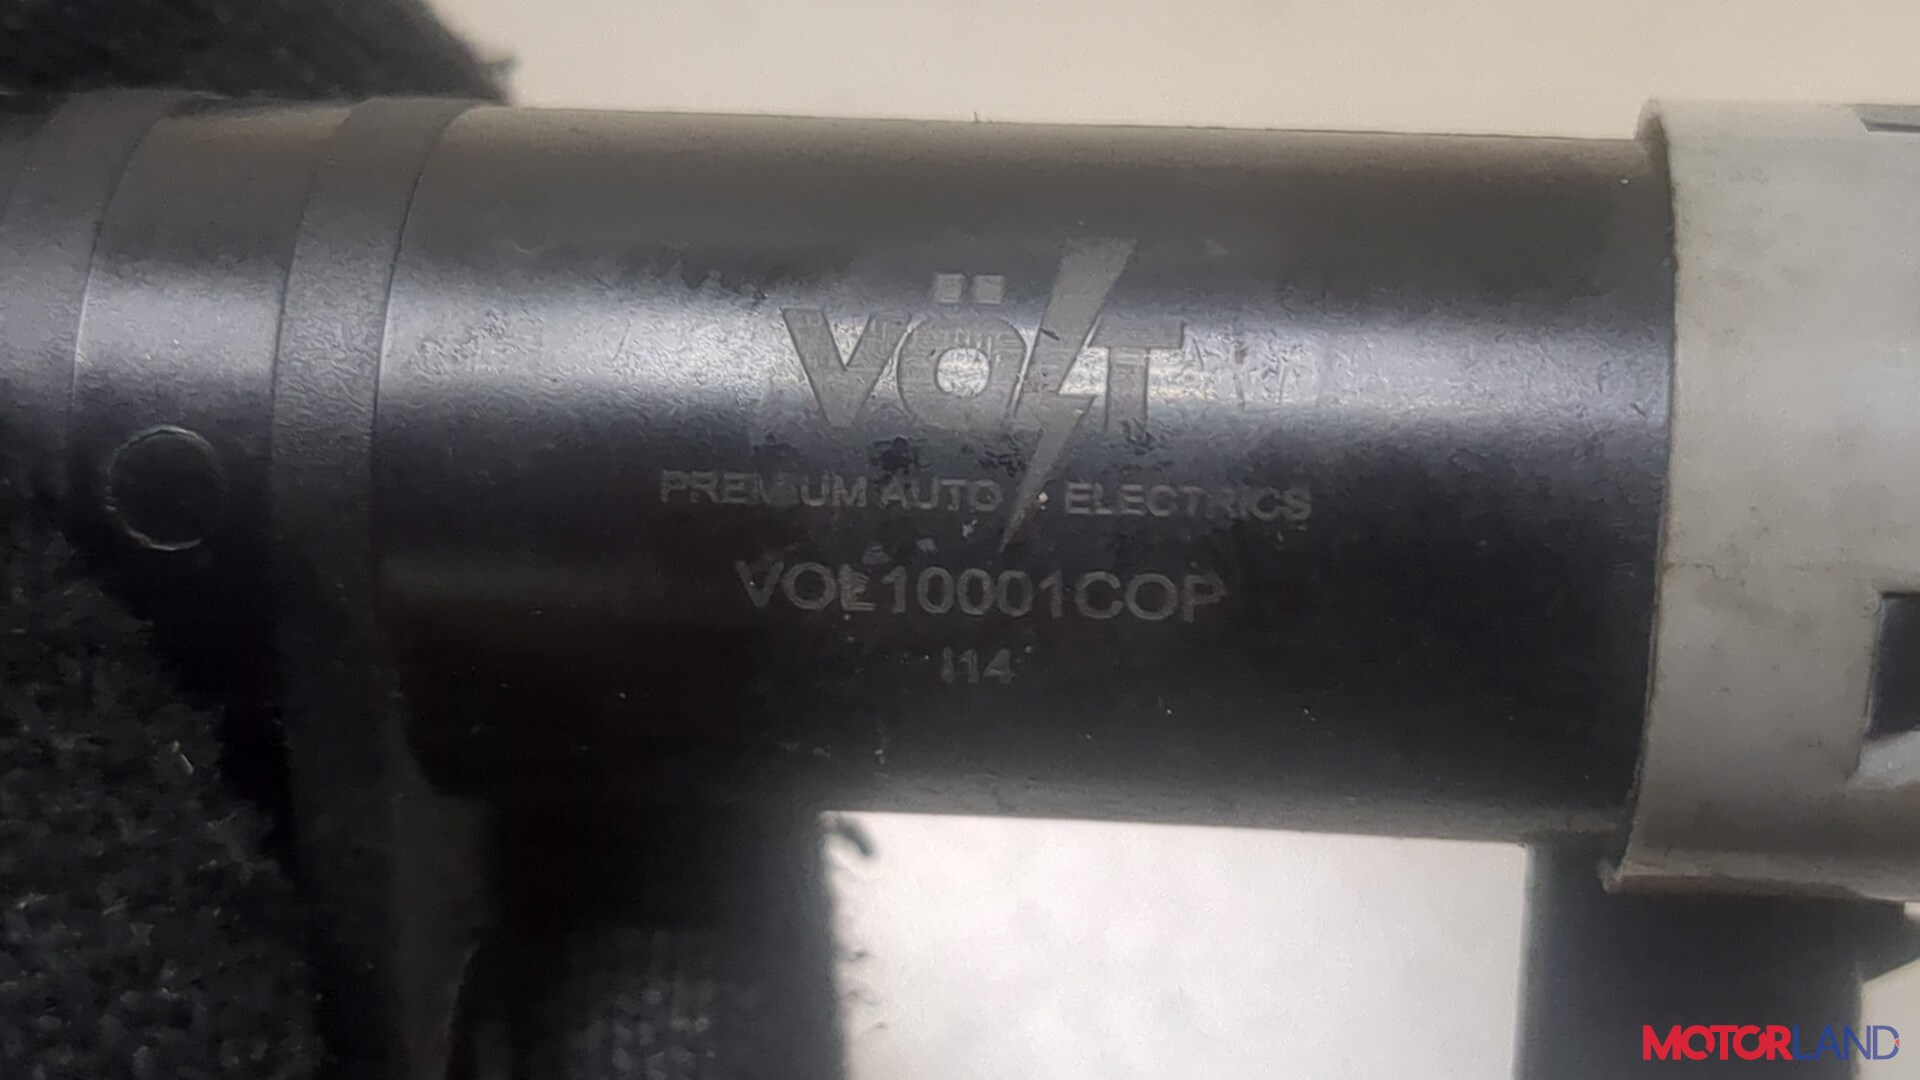 VÖLT
PREMIUM AUTO ELECTRICS
VOL10001COP
I14
MOTORLAND